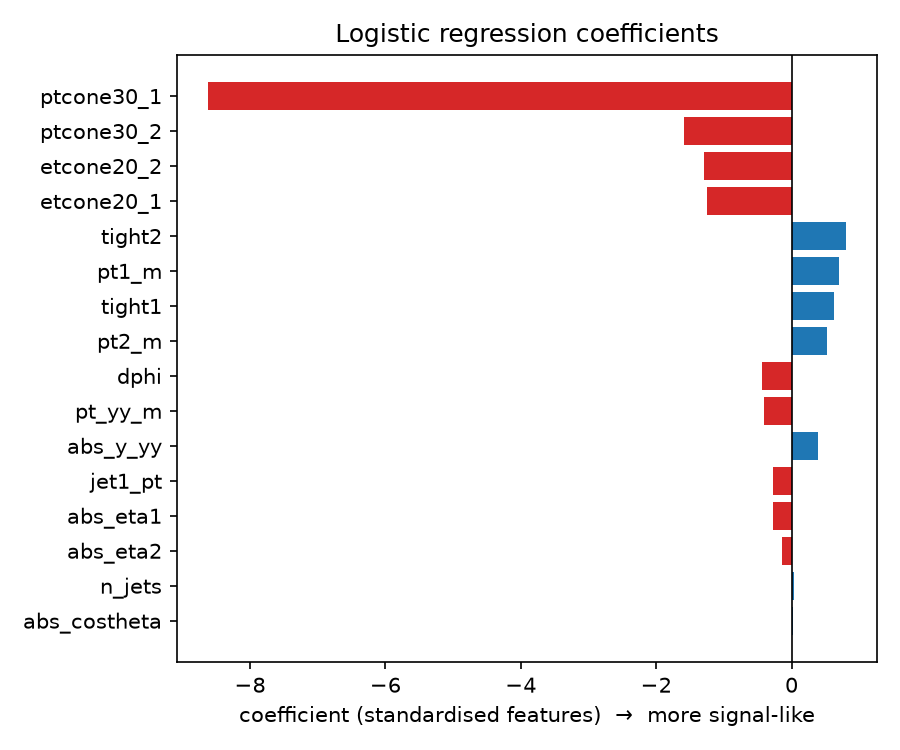 Logistic regression coefficients
ptcone30_1
ptcone30_2
etcone20_2
etcone20_1
tight2
pt1_m
tight1
pt2_m
dphi
pt_yy_m
abs_y_yy
jet1_pt
abs_eta1
abs_eta2
n_jets
abs_costheta
−8 −6 −4 −2 0
coefficient (standardised features) → more signal-like